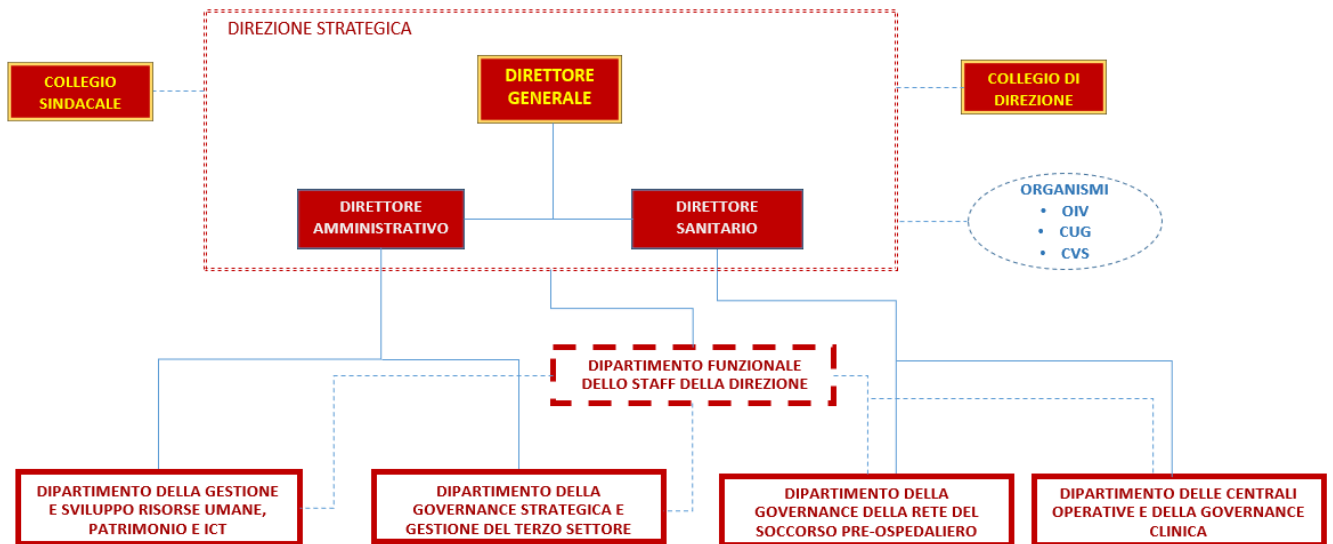 DIREZIONE STRATEGICA
COLLEGIO
SINDACALE
DIRETTORE
GENERALE
COLLEGIO DI
DIREZIONE
DIRETTORE
AMMINISTRATIVO
DIRETTORE
SANITARIO
ORGANISMI
• OIV
• CUG
• CVS
DIPARTIMENTO FUNZIONALE
DELLO STAFF DELLA DIREZIONE
DIPARTIMENTO DELLA GESTIONE
E SVILUPPO RISORSE UMANE,
PATRIMONIO E ICT
DIPARTIMENTO DELLA
GOVERNANCE STRATEGICA E
GESTIONE DEL TERZO SETTORE
DIPARTIMENTO DELLA
GOVERNANCE DELLA RETE DEL
SOCCORSO PRE-OSPEDALIERO
DIPARTIMENTO DELLE CENTRALI
OPERATIVE E DELLA GOVERNANCE
CLINICA